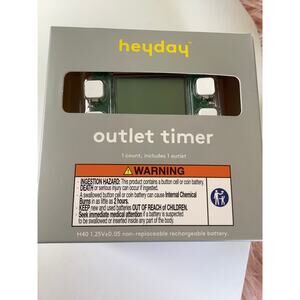 heyday™
outlet timer
1 count, includes 1 outlet
WARNING
INGESTION HAZARD: This product contains a button cell or coin battery.
DEATH or serious injury can occur if ingested.
A swallowed button cell or coin battery can cause Internal Chemical
Burns in as little as 2 hours.
KEEP new and used batteries OUT OF REACH of CHILDREN.
Seek immediate medical attention if a battery is suspected
to be swallowed or inserted inside any part of the body.
H40 1.25V±0.05 non-replaceable rechargeable battery.